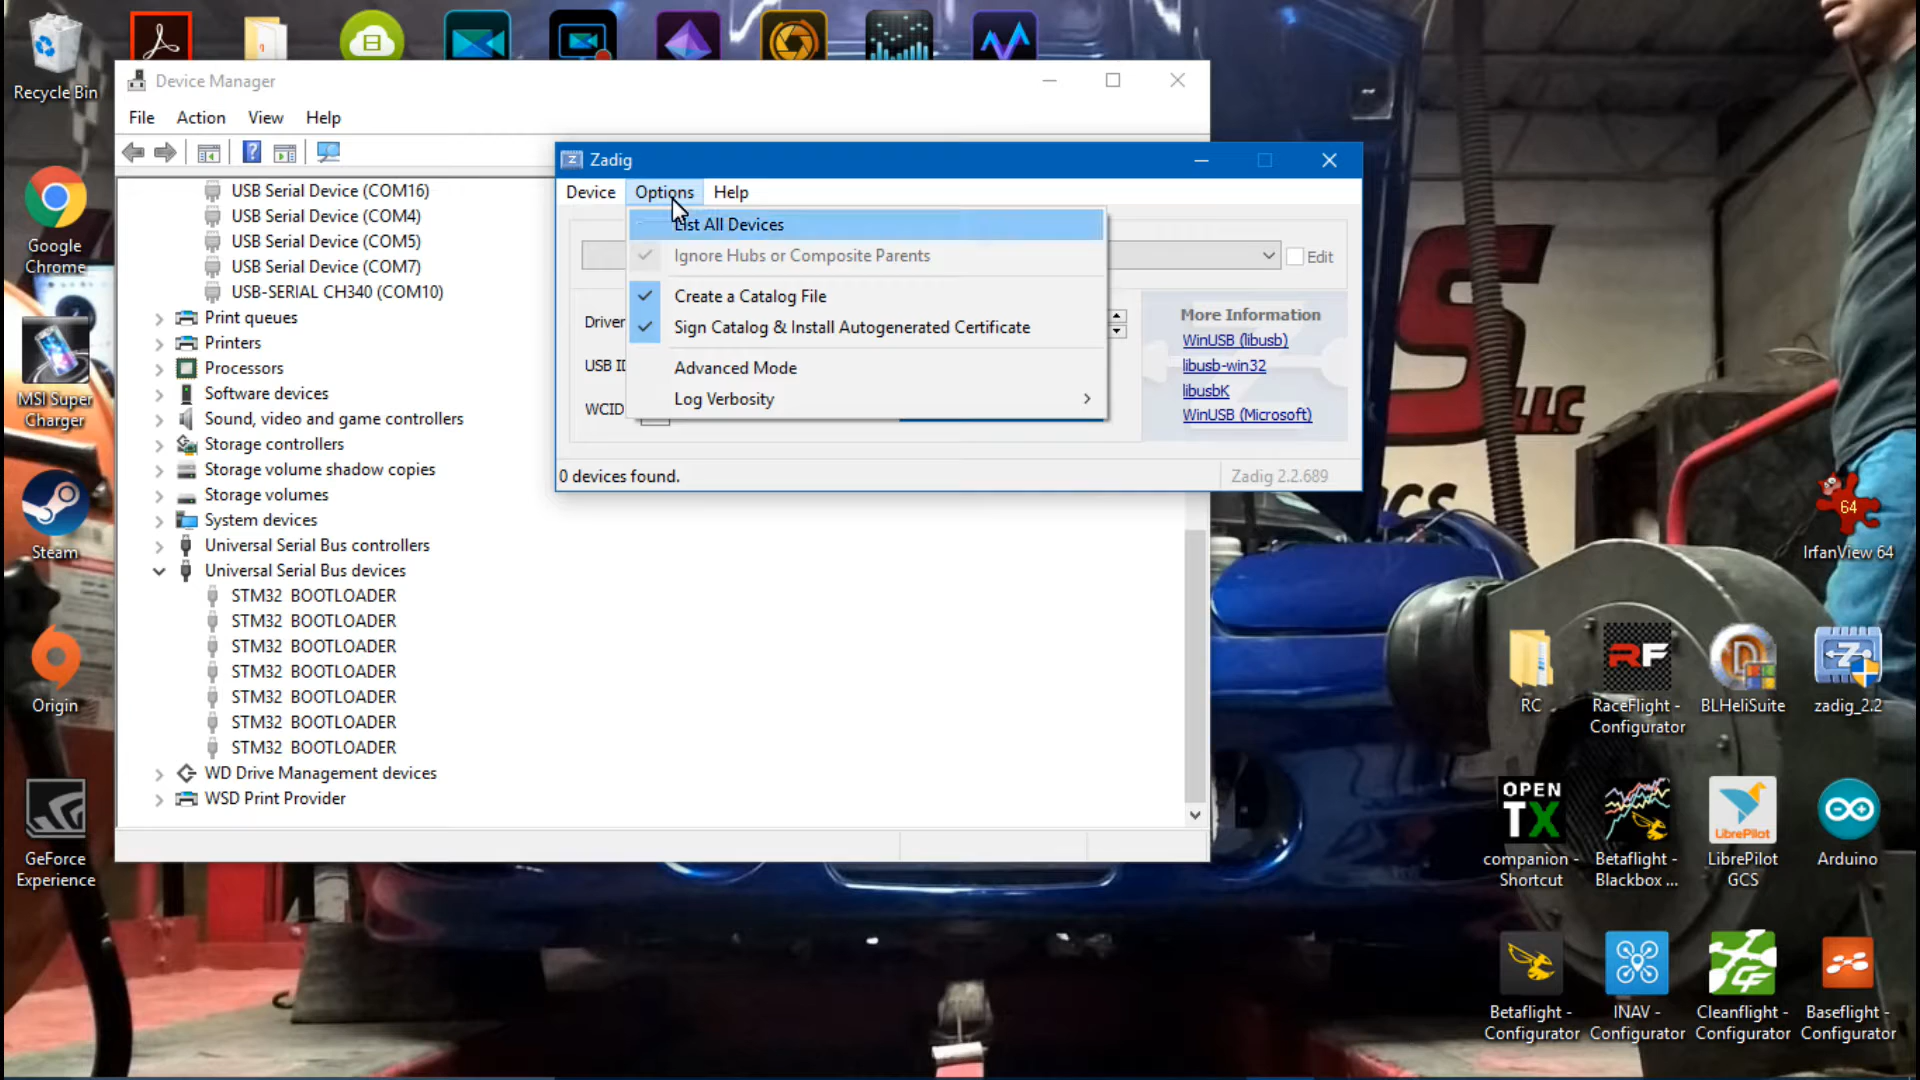 Recycle Bin
Google
Chrome
MSI Super
Charger
Steam
Origin
GeForce
Experience
Device Manager
File Action View Help
USB Serial Device (COM16)
USB Serial Device (COM4)
USB Serial Device (COM5)
USB Serial Device (COM7)
USB-SERIAL CH340 (COM10)
Print queues
Printers
Processors
Software devices
Sound, video and game controllers
Storage controllers
Storage volume shadow copies
Storage volumes
System devices
Universal Serial Bus controllers
Universal Serial Bus devices
STM32 BOOTLOADER
STM32 BOOTLOADER
STM32 BOOTLOADER
STM32 BOOTLOADER
STM32 BOOTLOADER
STM32 BOOTLOADER
STM32 BOOTLOADER
WD Drive Management devices
WSD Print Provider
Zadig
Device Options Help
List All Devices
Ignore Hubs or Composite Parents
Create a Catalog File
Sign Catalog & Install Autogenerated Certificate
Advanced Mode
Log Verbosity
Edit
Driver
USB ID
WCID
More Information
WinUSB (libusb)
libusb-win32
libusbK
WinUSB (Microsoft)
0 devices found.
Zadig 2.2.689
S LLC
CS
64
IrfanView 64
RC
RF
RaceFlight -
Configurator
BLHeliSuite
zadig_2.2
OPEN
TX
companion -
Shortcut
Betaflight -
Blackbox ...
LibrePilot
LibrePilot
GCS
Arduino
Betaflight -
Configurator
INAV -
Configurator
CF
Cleanflight -
Configurator
Baseflight -
Configurator